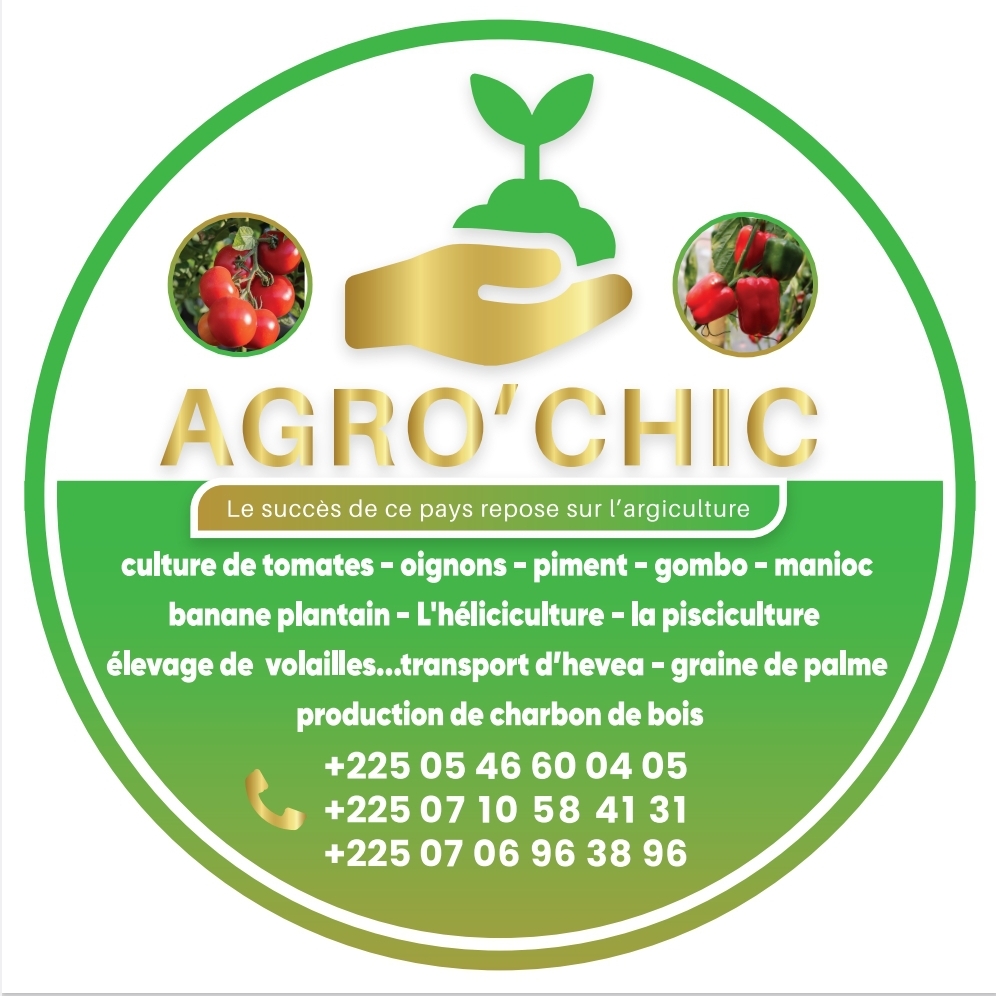 AGRO'CHIC
Le succès de ce pays repose sur l'argiculture
culture de tomates - oignons - piment - gombo - manioc
banane plantain - L'héliciculture - la pisciculture
élevage de volailles...transport d'hevea - graine de palme
production de charbon de bois
+225 05 46 60 04 05
+225 07 10 58 41 31
+225 07 06 96 38 96